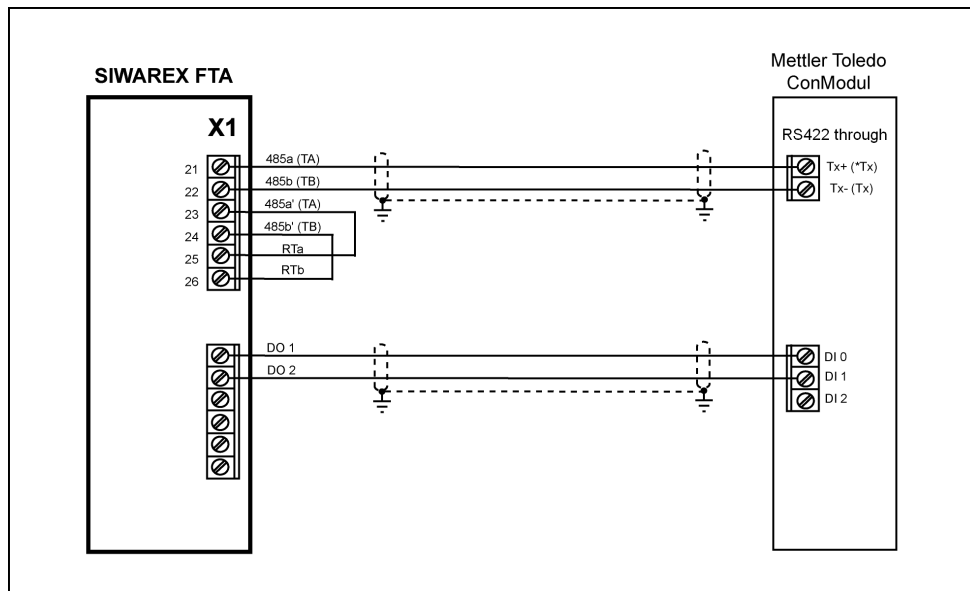 SIWAREX FTA
X1
21
485a (TA)
22
485b (TB)
23
485a' (TA)
24
485b' (TB)
25
RTa
26
RTb
DO 1
DO 2
Mettler Toledo
ConModul
RS422 through
Tx+ (*Tx)
Tx- (Tx)
DI 0
DI 1
DI 2